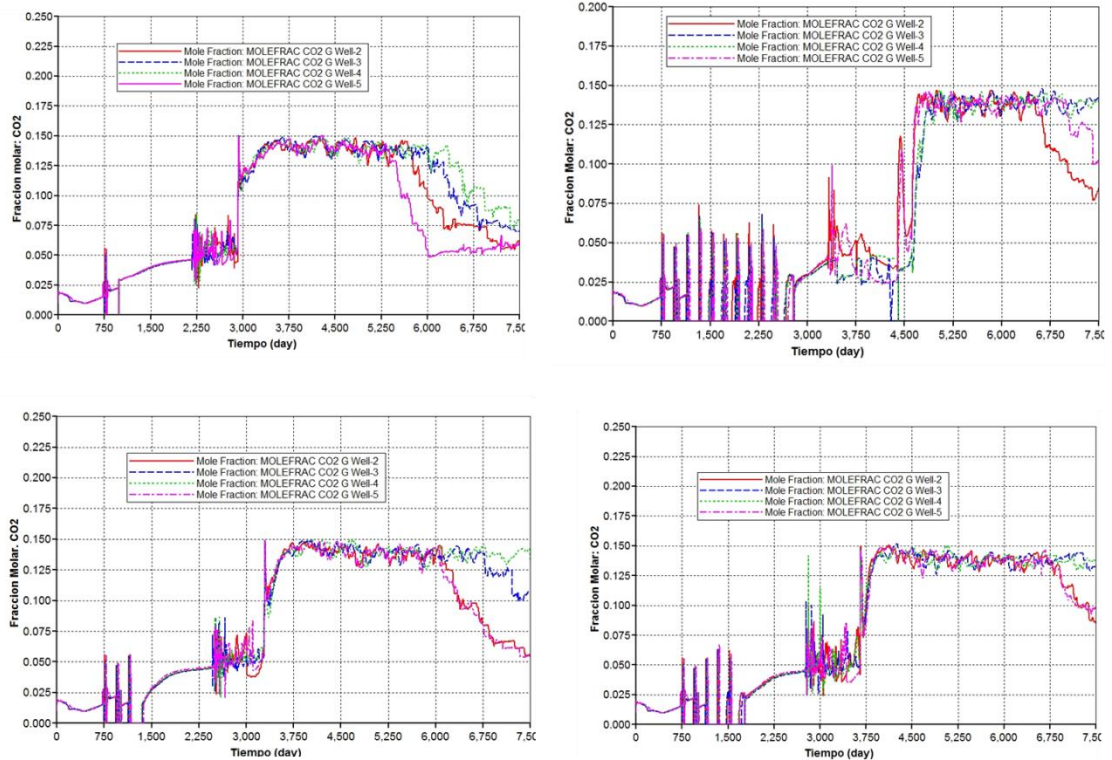 Fraccion Molar: CO2
0.250
0.225
0.200
0.175
0.150
0.125
0.100
0.075
0.050
0.025
0.000
Mole Fraction: MOLEFRAC CO2 G Well-2
Mole Fraction: MOLEFRAC CO2 G Well-3
Mole Fraction: MOLEFRAC CO2 G Well-4
Mole Fraction: MOLEFRAC CO2 G Well-5
0 750 1,500 2,250 3,000 3,750 4,500 5,250 6,000 6,750 7,50
Tiempo (day)
Fraccion Molar: CO2
0.200
0.175
0.150
0.125
0.100
0.075
0.050
0.025
0.000
Mole Fraction: MOLEFRAC CO2 G Well-2
Mole Fraction: MOLEFRAC CO2 G Well-3
Mole Fraction: MOLEFRAC CO2 G Well-4
Mole Fraction: MOLEFRAC CO2 G Well-5
0 750 1,500 2,250 3,000 3,750 4,500 5,250 6,000 6,750 7,50
Tiempo (day)
Fraccion Molar: CO2
0.250
0.225
0.200
0.175
0.150
0.125
0.100
0.075
0.050
0.025
0.000
Mole Fraction: MOLEFRAC CO2 G Well-2
Mole Fraction: MOLEFRAC CO2 G Well-3
Mole Fraction: MOLEFRAC CO2 G Well-4
Mole Fraction: MOLEFRAC CO2 G Well-5
0 750 1,500 2,250 3,000 3,750 4,500 5,250 6,000 6,750 7,50
Tiempo (day)
Fraccion Molar: CO2
0.250
0.225
0.200
0.175
0.150
0.125
0.100
0.075
0.050
0.025
0.000
Mole Fraction: MOLEFRAC CO2 G Well-2
Mole Fraction: MOLEFRAC CO2 G Well-3
Mole Fraction: MOLEFRAC CO2 G Well-4
Mole Fraction: MOLEFRAC CO2 G Well-5
0 750 1,500 2,250 3,000 3,750 4,500 5,250 6,000 6,750 7,50
Tiempo (day)